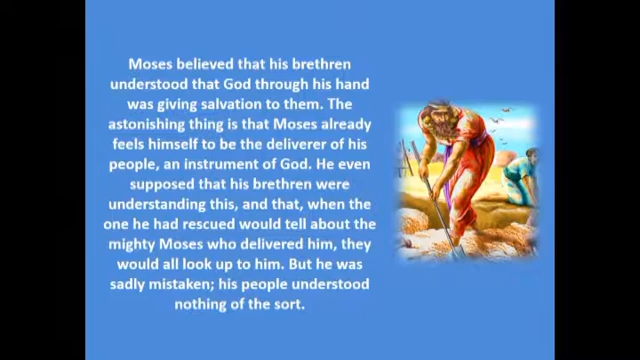 Moses believed that his brethren
understood that God through his hand
was giving salvation to them. The
astonishing thing is that Moses already
feels himself to be the deliverer of his
people, an instrument of God. He even
supposed that his brethren were
understanding this, and that, when the
one he had rescued would tell about the
mighty Moses who delivered him, they
would all look up to him. But he was
sadly mistaken; his people understood
nothing of the sort.